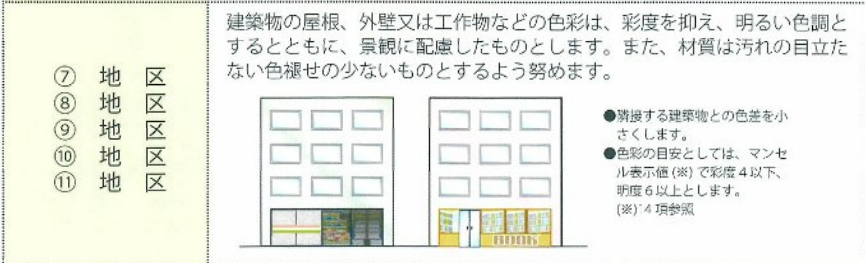 建築物の屋根、外壁又は工作物などの色彩は、彩度を抑え、明るい色調と
するとともに、景観に配慮したものとします。また、材質は汚れの目立た
ない色褪せの少ないものとするよう努めます。
⑦ 地 区
⑧ 地 区
⑨ 地 区
⑩ 地 区
⑪ 地 区
●隣接する建築物との色差を小
さくします。
●色彩の目安としては、マンセ
ル表示値(※)で彩度4以下、
明度6以上とします。
(※)14項参照
BOOK